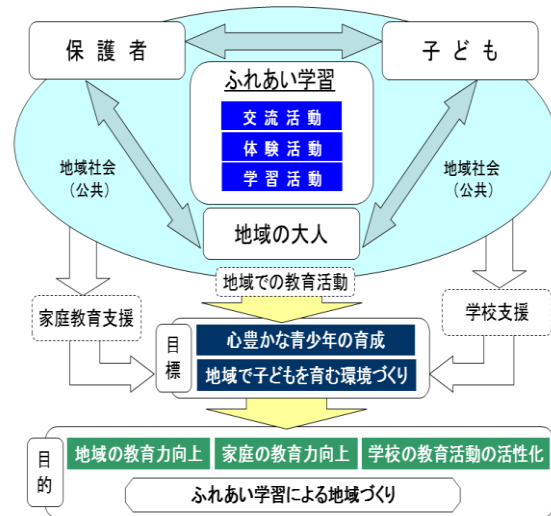 保護者
子ども
ふれあい学習
交流活動
体験活動
学習活動
地域社会
（公共）
地域社会
（公共）
地域の大人
地域での教育活動
家庭教育支援
学校支援
目標
心豊かな青少年の育成
地域で子どもを育む環境づくり
目的
地域の教育力向上
家庭の教育力向上
学校の教育活動の活性化
ふれあい学習による地域づくり